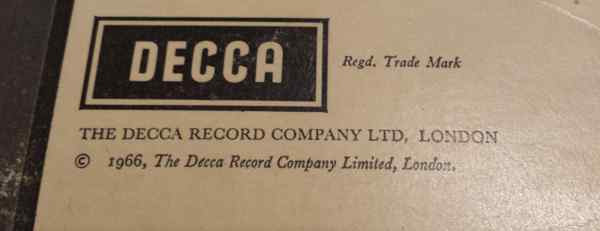 DECCA Regd. Trade Mark
THE DECCA RECORD COMPANY LTD, LONDON
© 1966, The Decca Record Company Limited, London.